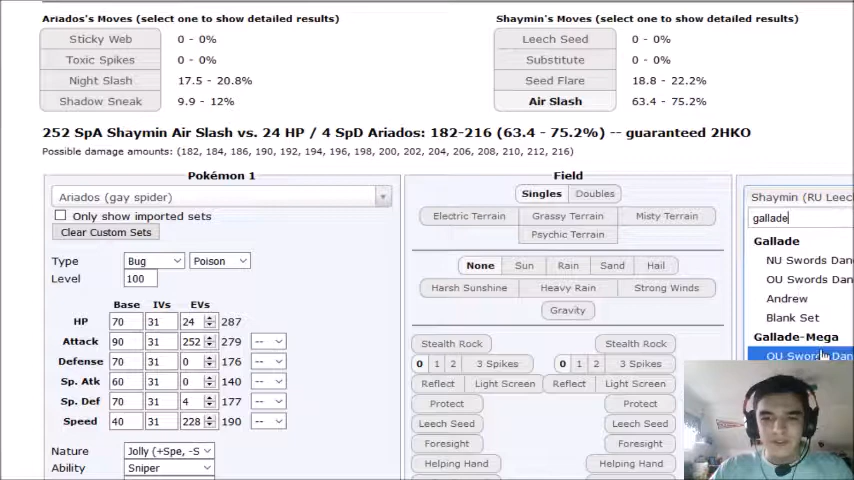 Ariados's Moves (select one to show detailed results)
Shaymin's Moves (select one to show detailed results)
Sticky Web 0 - 0%
Leech Seed 0 - 0%
Toxic Spikes 0 - 0%
Substitute 0 - 0%
Night Slash 17.5 - 20.8%
Seed Flare 18.8 - 22.2%
Shadow Sneak 9.9 - 12%
Air Slash 63.4 - 75.2%
252 SpA Shaymin Air Slash vs. 24 HP / 4 SpD Ariados: 182-216 (63.4 - 75.2%) -- guaranteed 2HKO
Possible damage amounts: (182, 184, 186, 190, 192, 194, 196, 198, 200, 202, 204, 206, 208, 210, 212, 216)
Pokémon 1
Ariados (gay spider)
Only show imported sets
Clear Custom Sets
Type Bug Poison
Level 100
Base IVs EVs
HP 70 31 24 287
Attack 90 31 252 279 --
Defense 70 31 0 176 --
Sp. Atk 60 31 0 140 --
Sp. Def 70 31 4 177 --
Speed 40 31 228 190 --
Nature Jolly (+Spe, -S
Ability Sniper
Field
Singles Doubles
Electric Terrain Grassy Terrain Misty Terrain
Psychic Terrain
None Sun Rain Sand Hail
Harsh Sunshine Heavy Rain Strong Winds
Gravity
Stealth Rock Stealth Rock
0 1 2 3 Spikes 0 1 2 3 Spikes
Reflect Light Screen Reflect Light Screen
Protect Protect
Leech Seed Leech Seed
Foresight Foresight
Helping Hand Helping Hand
Shaymin (RU Leec
gallade
Gallade
NU Swords Dan
OU Swords Dan
Andrew
Blank Set
Gallade-Mega
OU Swords Dan